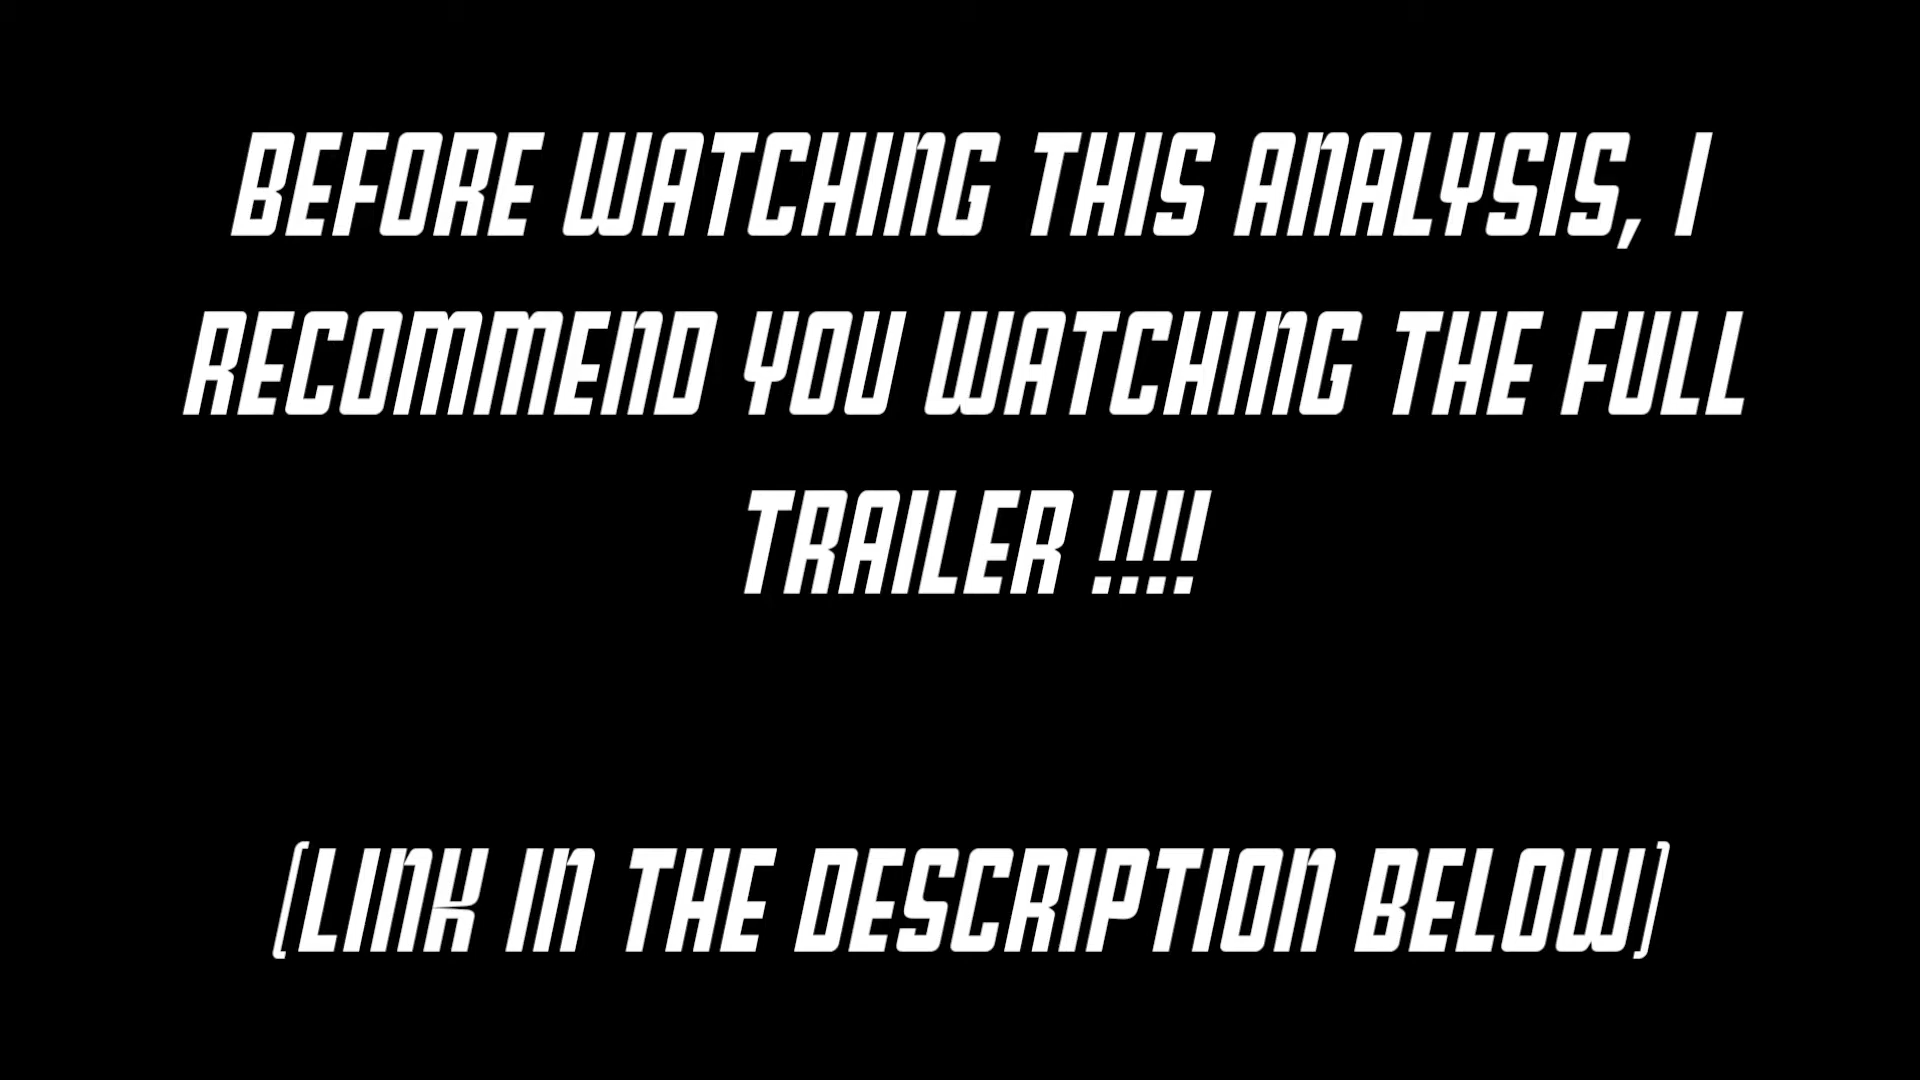 BEFORE WATCHING THIS ANALYSIS, I
RECOMMEND YOU WATCHING THE FULL
TRAILER !!!!
(LINK IN THE DESCRIPTION BELOW)